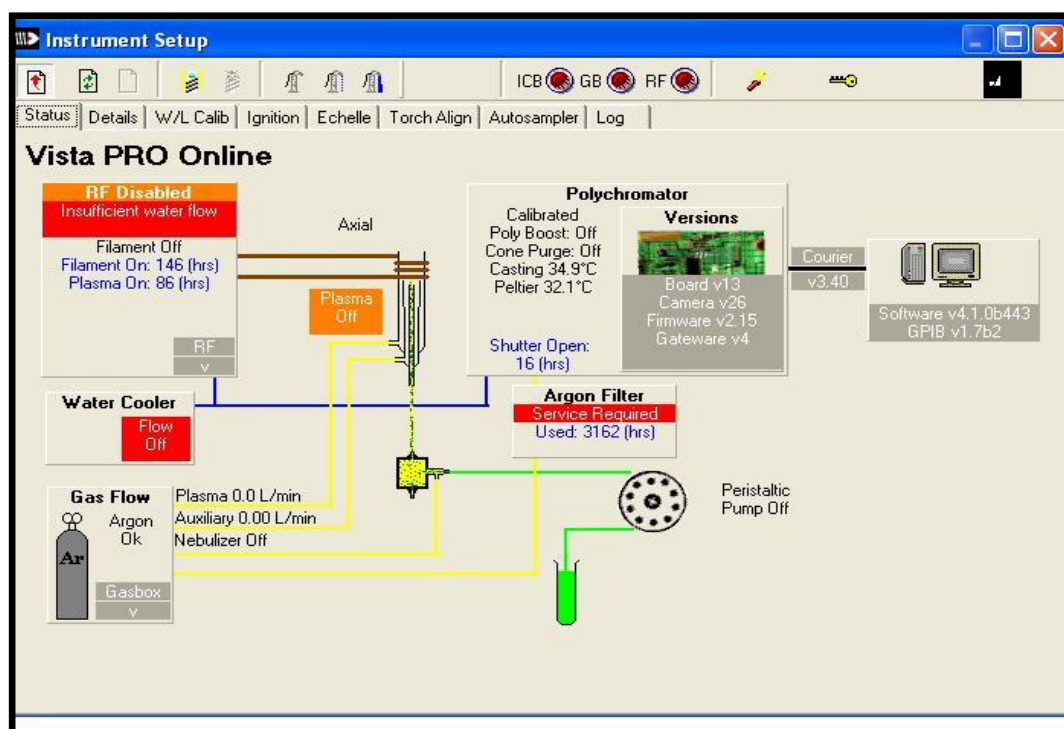 Instrument Setup
ICB GB RF
Status Details W/L Calib Ignition Echelle Torch Align Autosampler Log
Vista PRO Online
RF Disabled
Insufficient water flow
Filament Off
Filament On: 146 (hrs)
Plasma On: 86 (hrs)
RF
v
Axial
Plasma
Off
Polychromator
Calibrated
Poly Boost: Off
Cone Purge: Off
Casting 34.9°C
Peltier 32.1°C
Shutter Open:
16 (hrs)
Versions
Board v13
Camera v26
Firmware v2.15
Gateware v4
Courier
v3.40
Software v4.1.0b443
GPIB v1.7b2
Water Cooler
Flow
Off
Argon Filter
Service Required
Used: 3162 (hrs)
Gas Flow
Argon
Ok
Ar
Gasbox
v
Plasma 0.0 L/min
Auxiliary 0.00 L/min
Nebulizer Off
Peristaltic
Pump Off